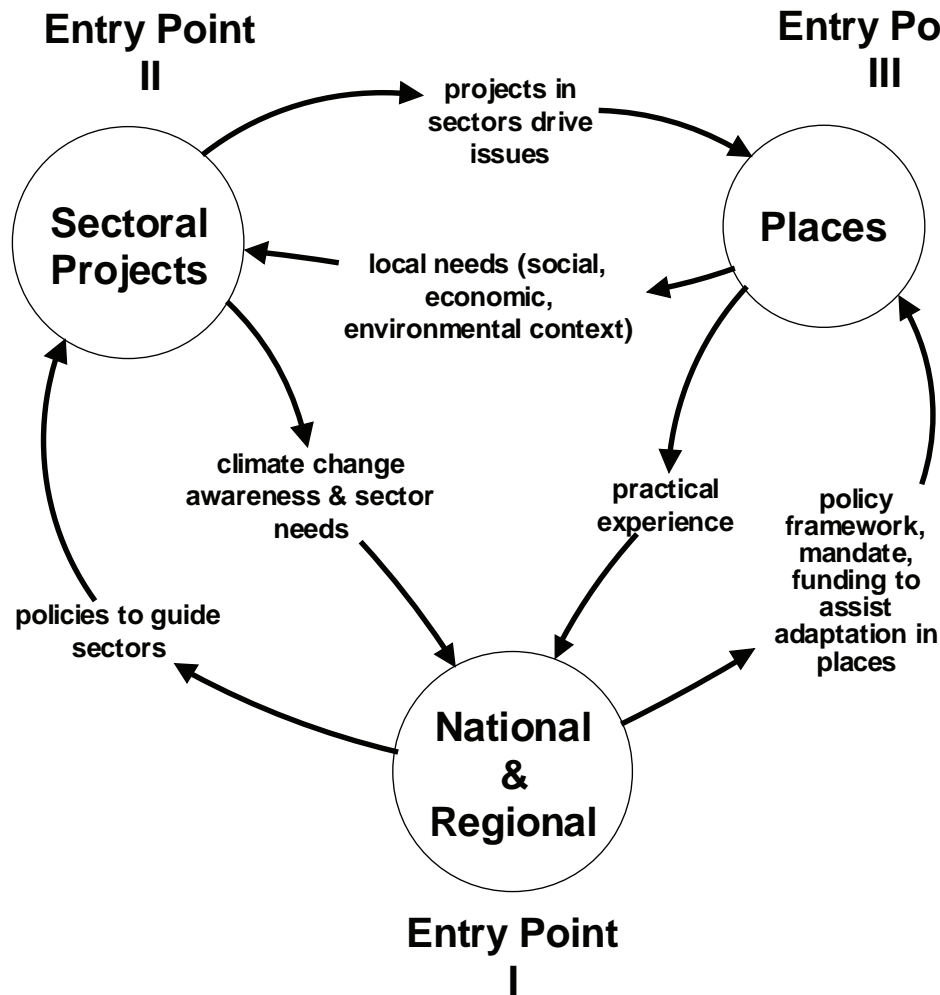 Entry Point
II
Entry Po
III
projects in
sectors drive
issues
Sectoral
Projects
Places
local needs (social,
economic,
environmental context)
climate change
awareness & sector
needs
practical
experience
policy
framework,
mandate,
funding to
assist
adaptation in
places
policies to guide
sectors
National
&
Regional
Entry Point
I